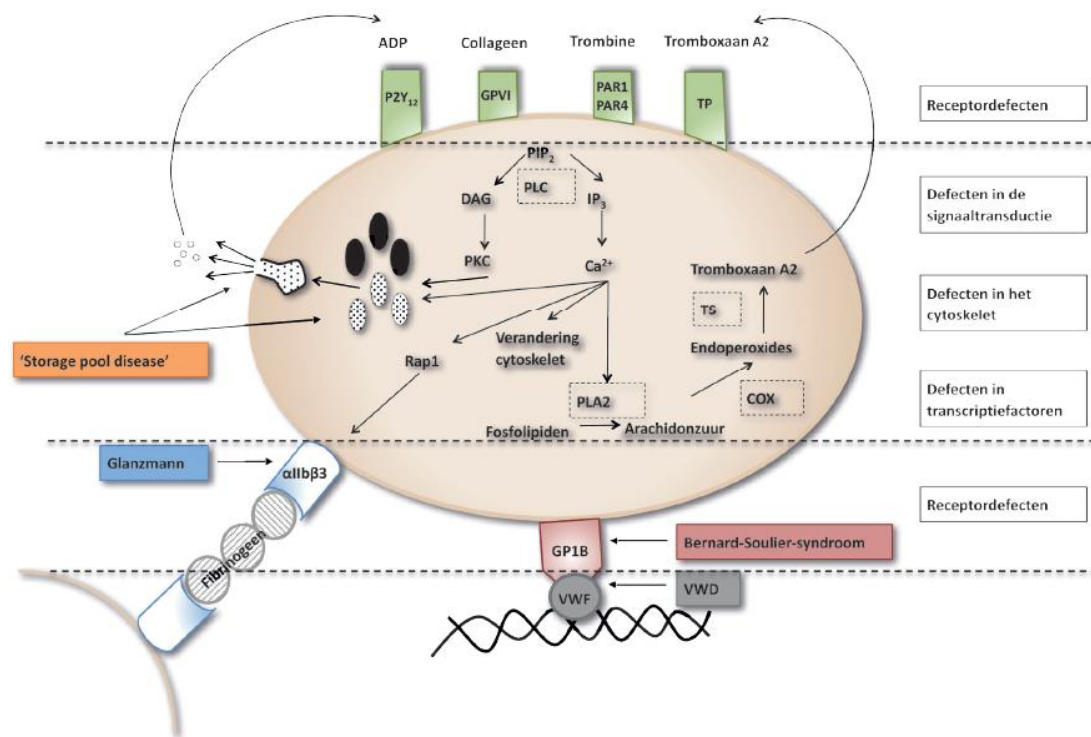 ADP
Collageen
Trombine
Tromboxaan A2
P2Y₁₂
GPVI
PAR1
PAR4
TP
Receptordefecten
PIP₂
PLC
DAG
IP₃
Defecten in de
signaaltransductie
PKC
Ca²⁺
Tromboxaan A2
TS
Defecten in het
cytoskelet
Verandering
cytoskelet
Endoperoxides
'Storage pool disease'
Rap1
PLA2
COX
Defecten in
transcriptiefactoren
Fosfolipiden
Arachidonzuur
Glanzmann
αIIbβ3
Receptordefecten
Fibrinogeen
GP1B
Bernard-Soulier-syndroom
VWF
VWD